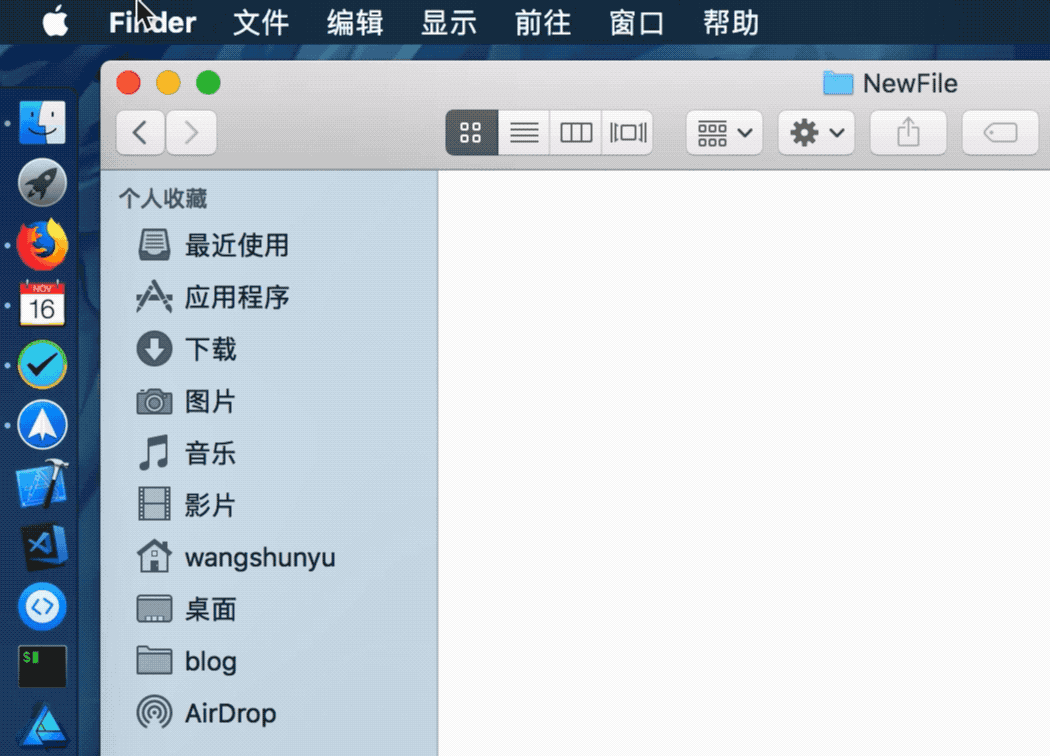 Finder 文件 编辑 显示 前往 窗口 帮助
NewFile
个人收藏
最近使用
应用程序
下载
图片
音乐
影片
wangshunyu
桌面
blog
AirDrop
NOV
16
$